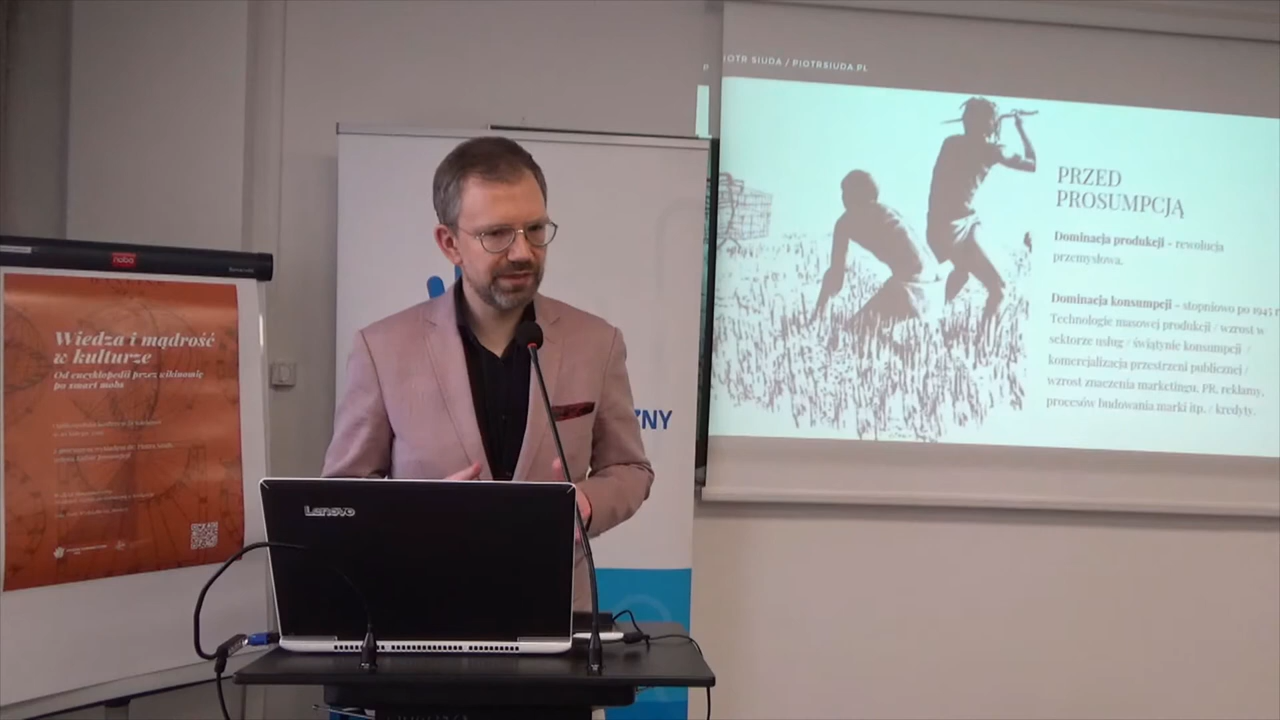 noba
Wiedza i mądrość
w kulturze
Od encyklopedii przez wikinomię
po smart mobs
Lenovo
ZNY
P
IOTR SIUDA / PIOTRSIUDA.PL
PRZED
PROSUMPCJĄ
Dominacja produkcji – rewolucja
przemysłowa.
Dominacja konsumpcji – stopniowo po 1945 r
Technologie masowej produkcji / wzrost w
sektorze usług / świątynie konsumpcji /
komercjalizacja przestrzeni publicznej /
wzrost znaczenia marketingu, PR, reklamy,
procesów budowania marki itp. / kredyty.